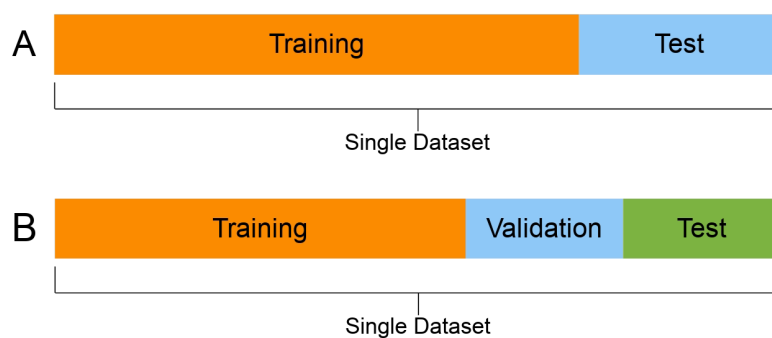 A Training Test
Single Dataset
B Training Validation Test
Single Dataset